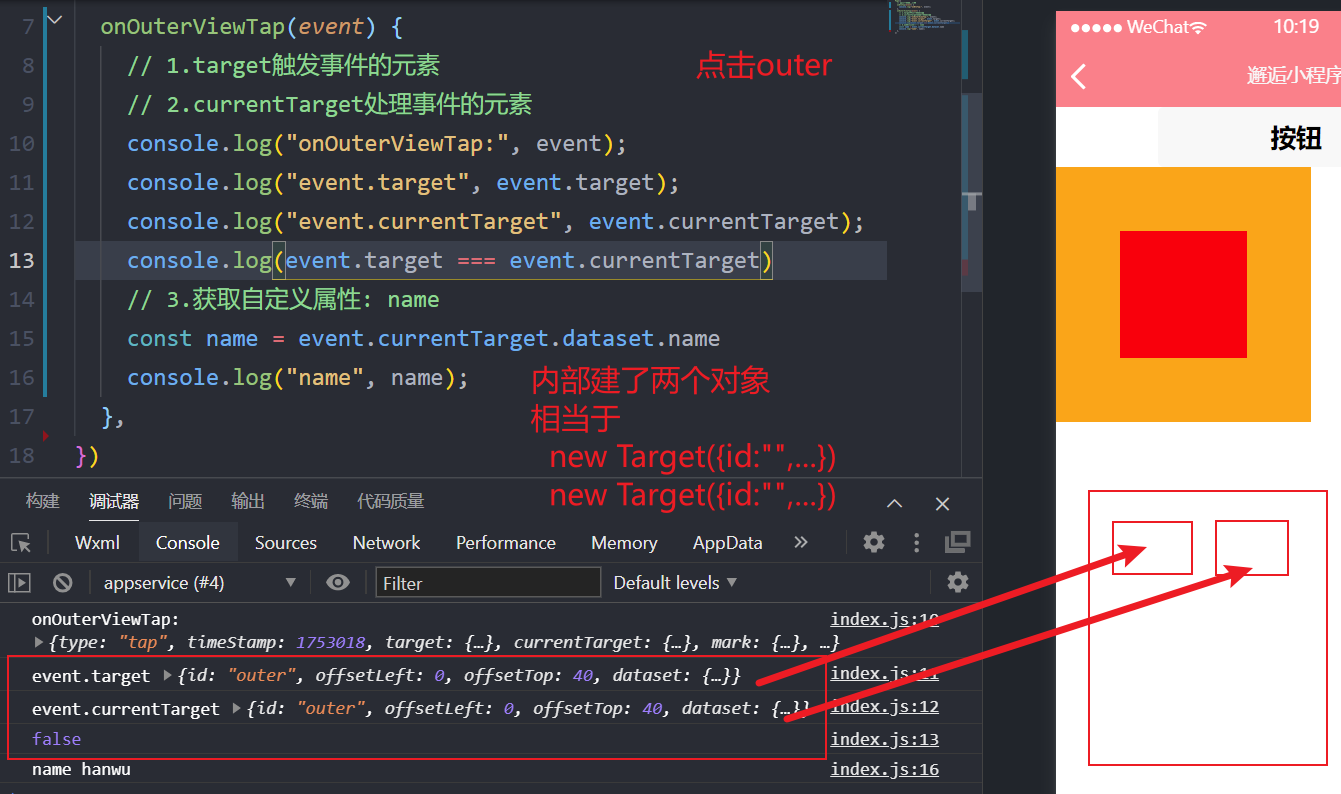 7 onOuterViewTap(event) {
8 // 1.target触发事件的元素
点击outer
9 // 2.currentTarget处理事件的元素
10 console.log("onOuterViewTap:", event);
11 console.log("event.target", event.target);
12 console.log("event.currentTarget", event.currentTarget);
13 console.log(event.target === event.currentTarget)
14 // 3.获取自定义属性: name
15 const name = event.currentTarget.dataset.name
16 console.log("name", name);
17 },
18 })
内部建了两个对象
相当于
new Target({id:"",...})
new Target({id:"",...})
构建 调试器 问题 输出 终端 代码质量
Wxml Console Sources Network Performance Memory AppData »
appservice (#4) Filter Default levels
onOuterViewTap: index.js:10
{type: "tap", timeStamp: 1753018, target: {…}, currentTarget: {…}, mark: {…}, …}
event.target {id: "outer", offsetLeft: 0, offsetTop: 40, dataset: {…}} index.js:11
event.currentTarget {id: "outer", offsetLeft: 0, offsetTop: 40, dataset: {…}} index.js:12
false index.js:13
name hanwu index.js:16
WeChat 10:19
邂逅小程序
按钮